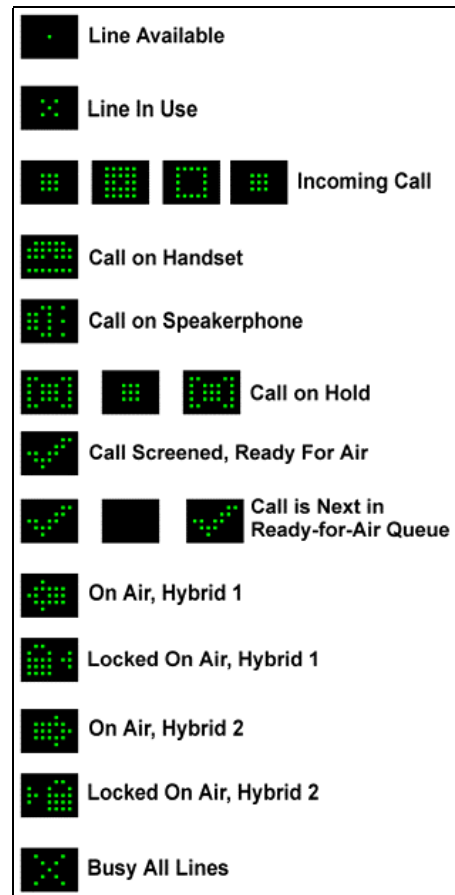 Line Available
Line In Use
Incoming Call
Call on Handset
Call on Speakerphone
Call on Hold
Call Screened, Ready For Air
Call is Next in
Ready-for-Air Queue
On Air, Hybrid 1
Locked On Air, Hybrid 1
On Air, Hybrid 2
Locked On Air, Hybrid 2
Busy All Lines